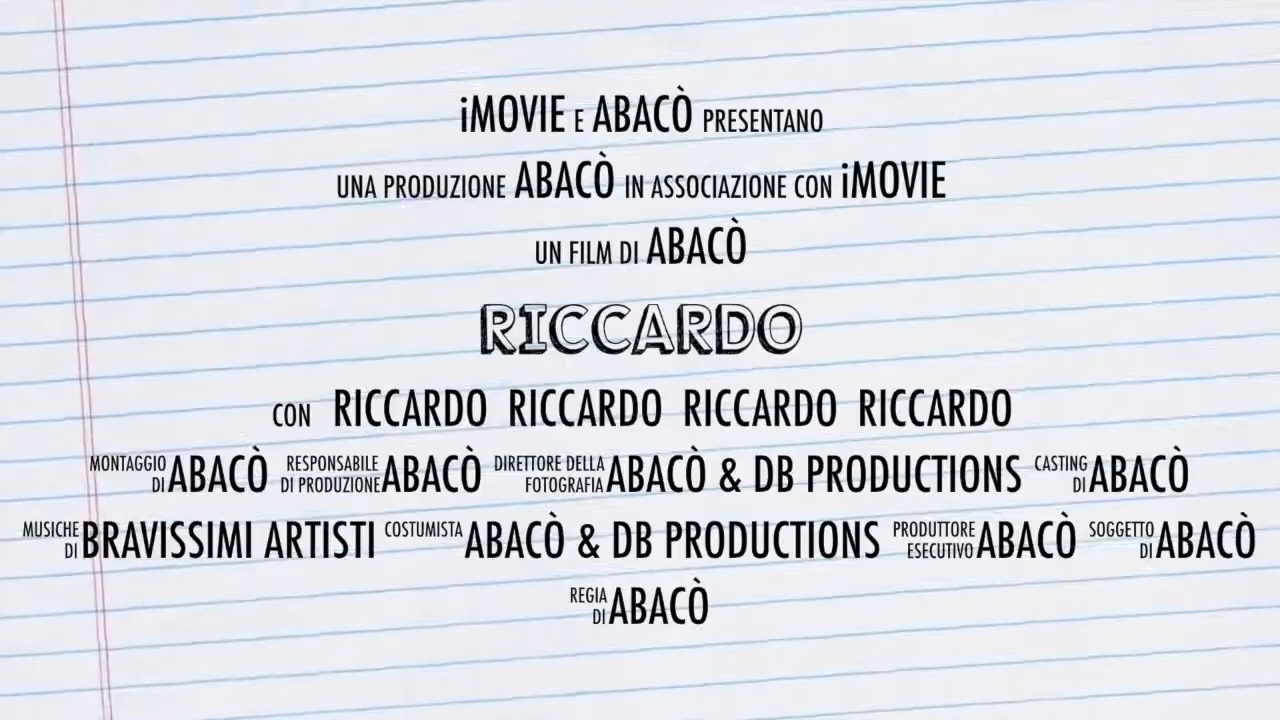 iMOVIE E ABACÒ PRESENTANO
UNA PRODUZIONE ABACÒ IN ASSOCIAZIONE CON iMOVIE
UN FILM DI ABACÒ
RICCARDO
CON RICCARDO RICCARDO RICCARDO RICCARDO
MONTAGGIO DI ABACÒ RESPONSABILE DI PRODUZIONE ABACÒ DIRETTORE DELLA FOTOGRAFIA ABACÒ & DB PRODUCTIONS CASTING DI ABACÒ
MUSICHE DI BRAVISSIMI ARTISTI COSTUMISTA ABACÒ & DB PRODUCTIONS PRODUTTORE ESECUTIVO ABACÒ SOGGETTO DI ABACÒ
REGIA DI ABACÒ